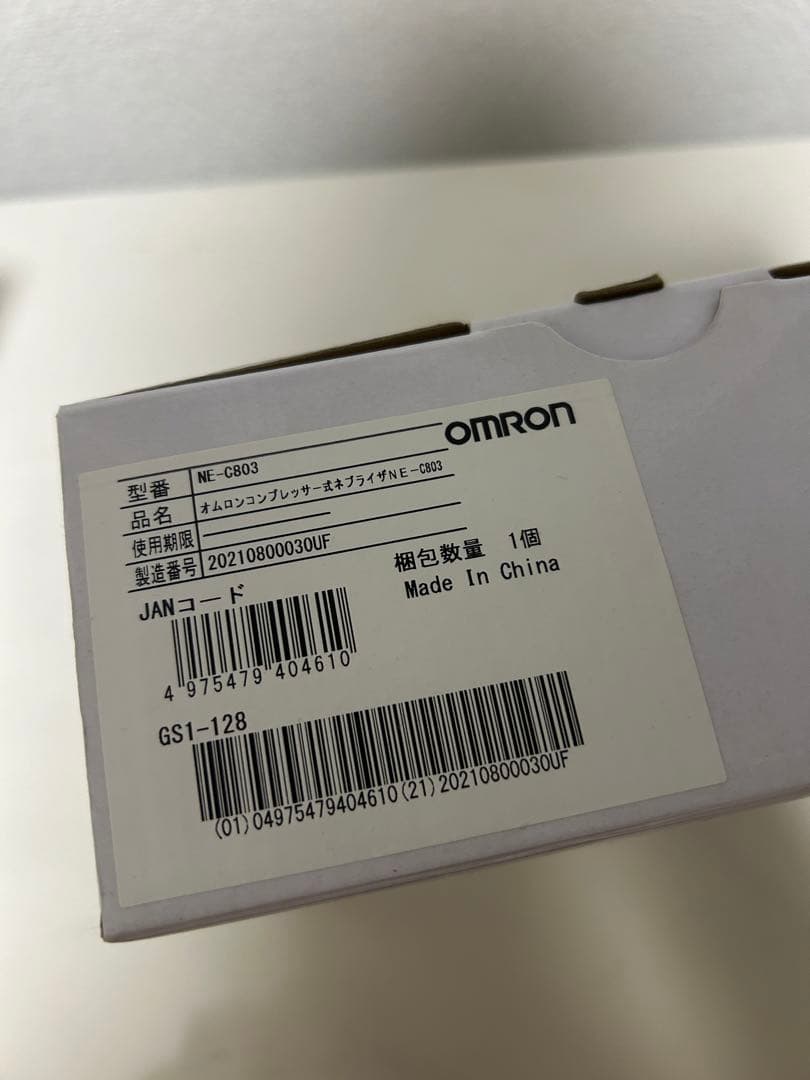 OMRON
型番 NE-C803
品名 オムロンコンプレッサー式ネブライザNE-C803
使用期限 ―――――――
製造番号 20210800030UF
梱包数量 1個
Made In China
JANコード
4 975479 404610
GS1-128
(01)04975479404610(21)20210800030UF